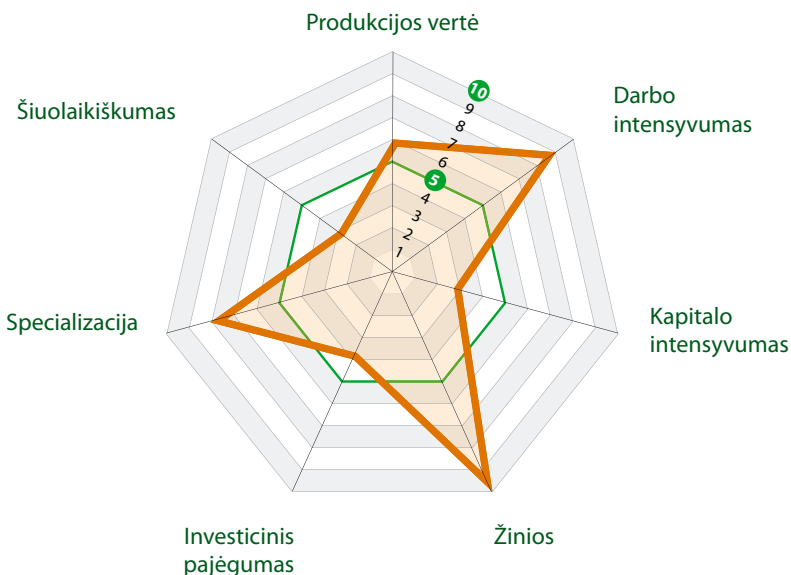 Produkcijos vertė
Šiuolaikiškumas
Darbo
intensyvumas
10
9
8
7
6
5
4
3
2
1
Specializacija
Kapitalo
intensyvumas
Investicinis
pajėgumas
Žinios